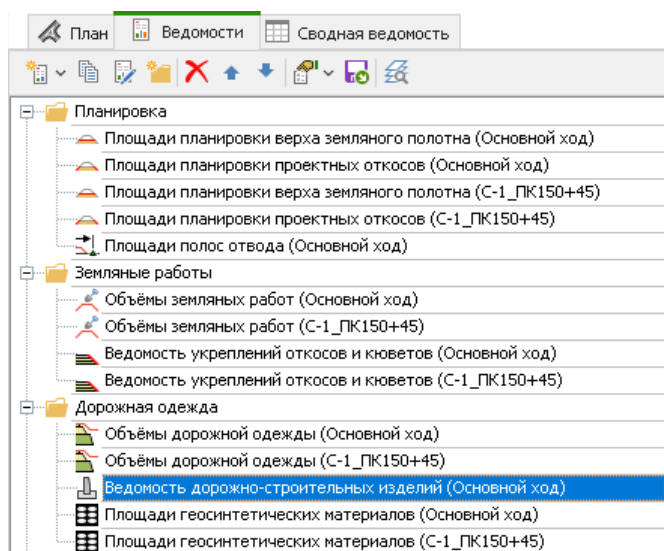 План Ведомости Сводная ведомость
Планировка
Площади планировки верха земляного полотна (Основной ход)
Площади планировки проектных откосов (Основной ход)
Площади планировки верха земляного полотна (С-1_ПК150+45)
Площади планировки проектных откосов (С-1_ПК150+45)
Площади полос отвода (Основной ход)
Земляные работы
Объёмы земляных работ (Основной ход)
Объёмы земляных работ (С-1_ПК150+45)
Ведомость укреплений откосов и кюветов (Основной ход)
Ведомость укреплений откосов и кюветов (С-1_ПК150+45)
Дорожная одежда
Объёмы дорожной одежды (Основной ход)
Объёмы дорожной одежды (С-1_ПК150+45)
Ведомость дорожно-строительных изделий (Основной ход)
Площади геосинтетических материалов (Основной ход)
Площади геосинтетических материалов (С-1_ПК150+45)